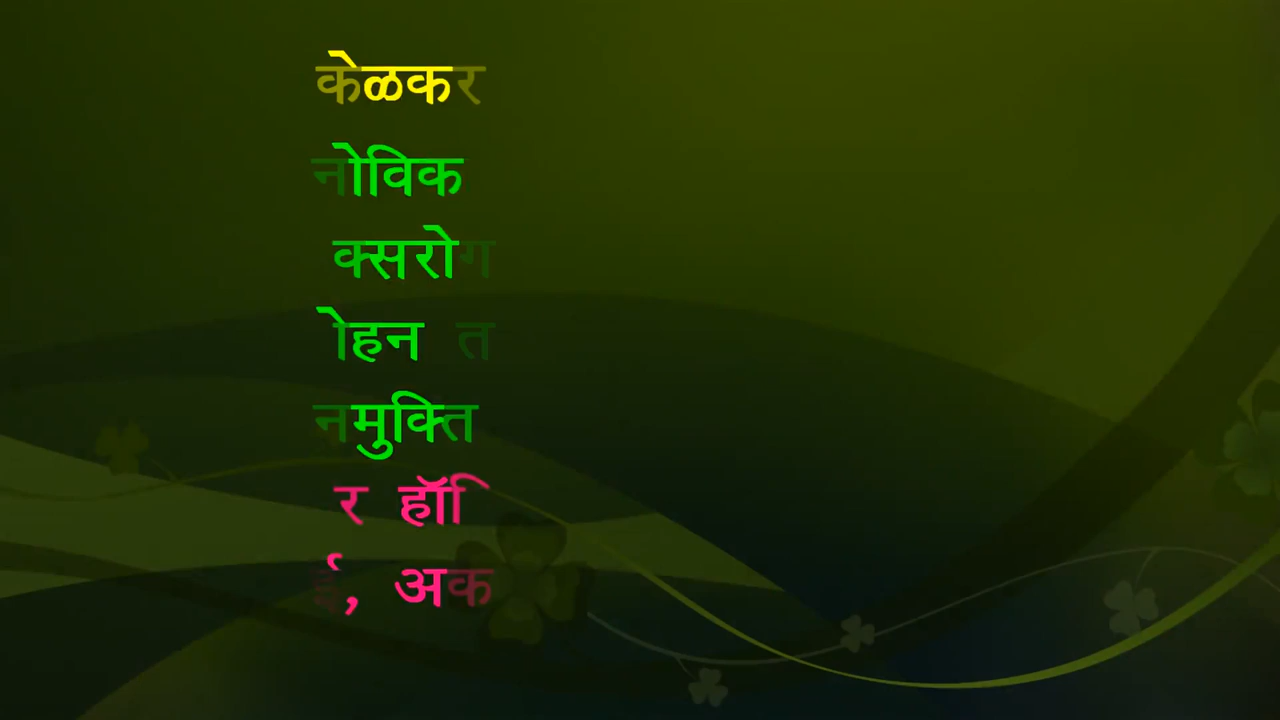 केळकर
नोविक
क्सरोग
ोहन त
नमुक्ति
र हॉि
ई, अक